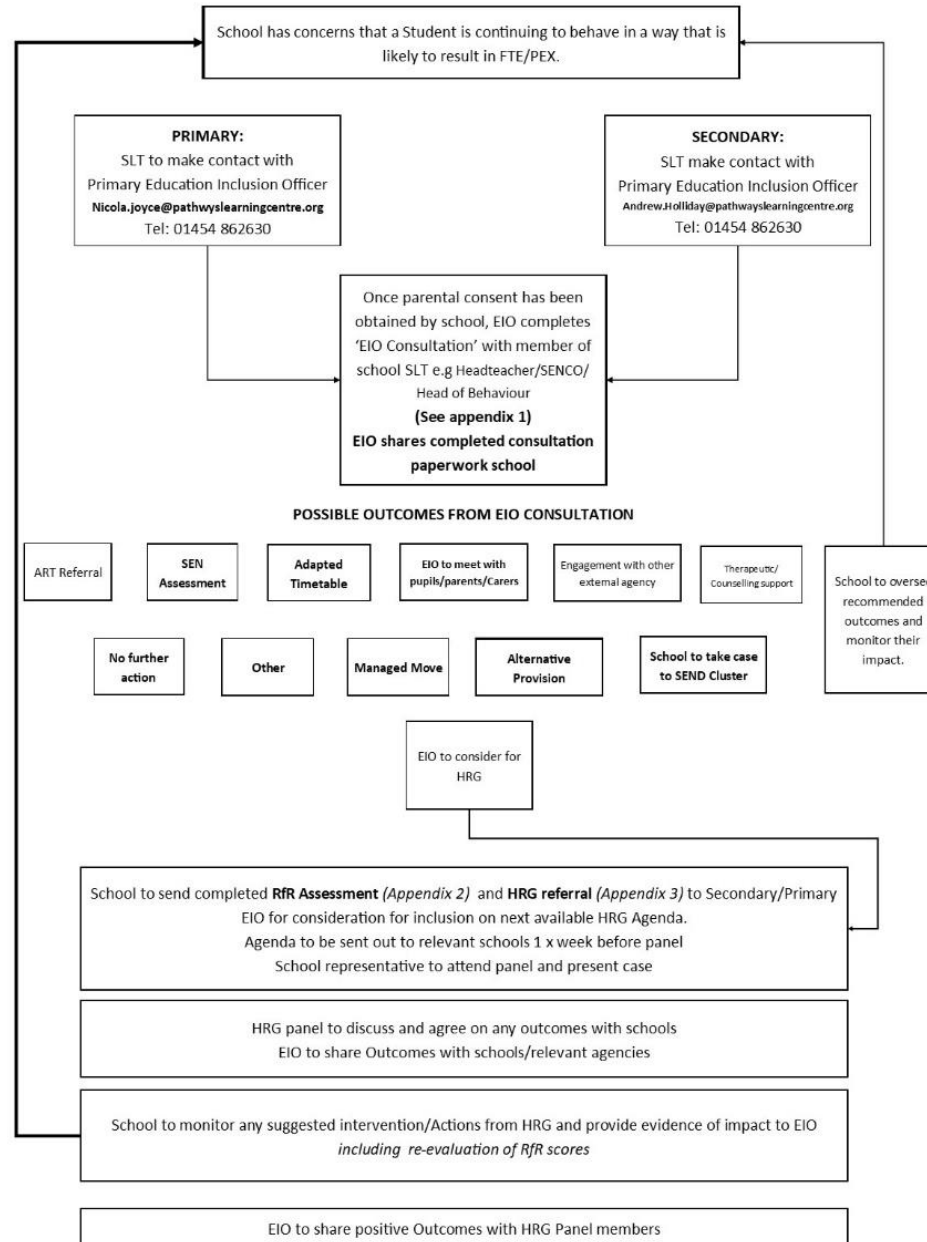 School has concerns that a Student is continuing to behave in a way that is
likely to result in FTE/PEX.
PRIMARY:
SLT to make contact with
Primary Education Inclusion Officer
Nicola.joyce@pathwyslearningcentre.org
Tel: 01454 862630
SECONDARY:
SLT make contact with
Primary Education Inclusion Officer
Andrew.Holliday@pathwayslearningcentre.org
Tel: 01454 862630
Once parental consent has been
obtained by school, EIO completes
‘EIO Consultation’ with member of
school SLT e.g Headteacher/SENCO/
Head of Behaviour
(See appendix 1)
EIO shares completed consultation
paperwork school
POSSIBLE OUTCOMES FROM EIO CONSULTATION
ART Referral
SEN
Assessment
Adapted
Timetable
EIO to meet with
pupils/parents/Carers
Engagement with other
external agency
Therapeutic/
Counselling support
School to oversee
recommended
outcomes and
monitor their
impact.
No further
action
Other
Managed Move
Alternative
Provision
School to take case
to SEND Cluster
EIO to consider for
HRG
School to send completed RfR Assessment (Appendix 2) and HRG referral (Appendix 3) to Secondary/Primary
EIO for consideration for inclusion on next available HRG Agenda.
Agenda to be sent out to relevant schools 1 x week before panel
School representative to attend panel and present case
HRG panel to discuss and agree on any outcomes with schools
EIO to share Outcomes with schools/relevant agencies
School to monitor any suggested intervention/Actions from HRG and provide evidence of impact to EIO
including re-evaluation of RfR scores
EIO to share positive Outcomes with HRG Panel members